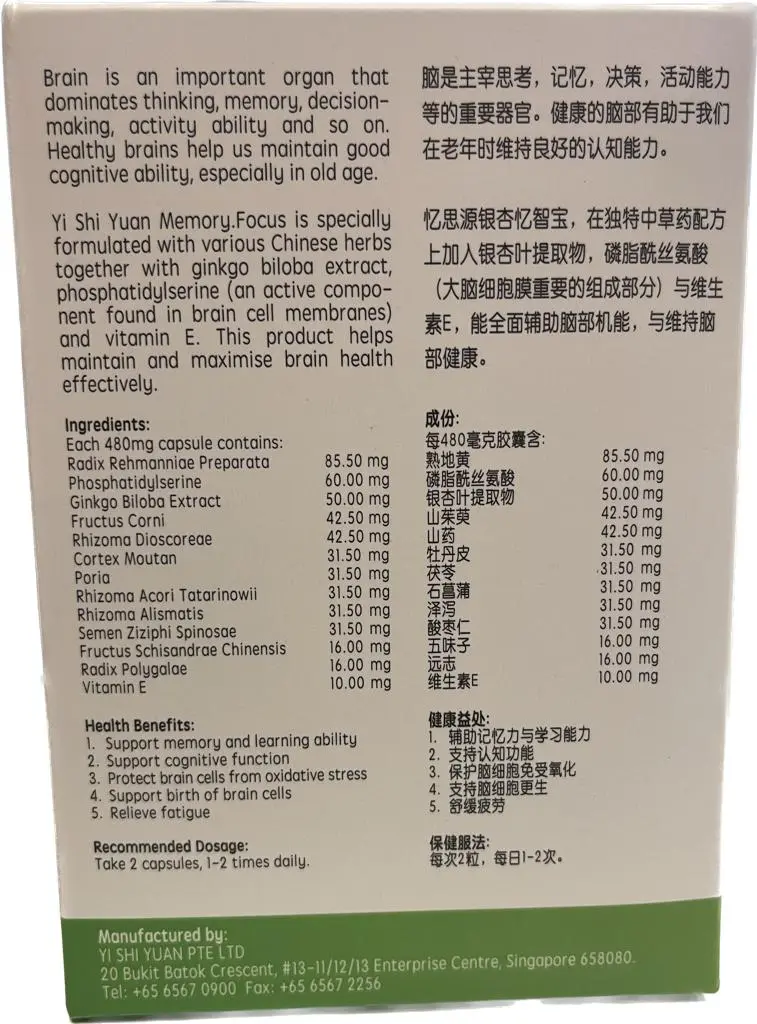 Brain is an important organ that
dominates thinking, memory, decision-
making, activity ability and so on.
Healthy brains help us maintain good
cognitive ability, especially in old age.
Yi Shi Yuan Memory.Focus is specially
formulated with various Chinese herbs
together with ginkgo biloba extract,
phosphatidylserine (an active compo-
nent found in brain cell membranes)
and vitamin E. This product helps
maintain and maximise brain health
effectively.
Ingredients:
Each 480mg capsule contains:
Radix Rehmanniae Preparata 85.50 mg
Phosphatidylserine 60.00 mg
Ginkgo Biloba Extract 50.00 mg
Fructus Corni 42.50 mg
Rhizoma Dioscoreae 42.50 mg
Cortex Moutan 31.50 mg
Poria 31.50 mg
Rhizoma Acori Tatarinowii 31.50 mg
Rhizoma Alismatis 31.50 mg
Semen Ziziphi Spinosae 31.50 mg
Fructus Schisandrae Chinensis 16.00 mg
Radix Polygalae 16.00 mg
Vitamin E 10.00 mg
Health Benefits:
1. Support memory and learning ability
2. Support cognitive function
3. Protect brain cells from oxidative stress
4. Support birth of brain cells
5. Relieve fatigue
Recommended Dosage:
Take 2 capsules, 1-2 times daily.
脑是主宰思考，记忆，决策，活动能力
等的重要器官。健康的脑部有助于我们
在老年时维持良好的认知能力。
忆思源银杏忆智宝，在独特中草药配方
上加入银杏叶提取物，磷脂酰丝氨酸
（大脑细胞膜重要的组成部分）与维生
素E，能全面辅助脑部机能，与维持脑
部健康。
成份:
每480毫克胶囊含:
熟地黄 85.50 mg
磷脂酰丝氨酸 60.00 mg
银杏叶提取物 50.00 mg
山茱萸 42.50 mg
山药 42.50 mg
牡丹皮 31.50 mg
茯苓 31.50 mg
石菖蒲 31.50 mg
泽泻 31.50 mg
酸枣仁 31.50 mg
五味子 16.00 mg
远志 16.00 mg
维生素E 10.00 mg
健康益处:
1. 辅助记忆力与学习能力
2. 支持认知功能
3. 保护脑细胞免受氧化
4. 支持脑细胞更生
5. 舒缓疲劳
保健服法:
每次2粒，每日1-2次。
Manufactured by:
YI SHI YUAN PTE LTD
20 Bukit Batok Crescent, #13-11/12/13 Enterprise Centre, Singapore 658080.
Tel: +65 6567 0900 Fax: +65 6567 2256